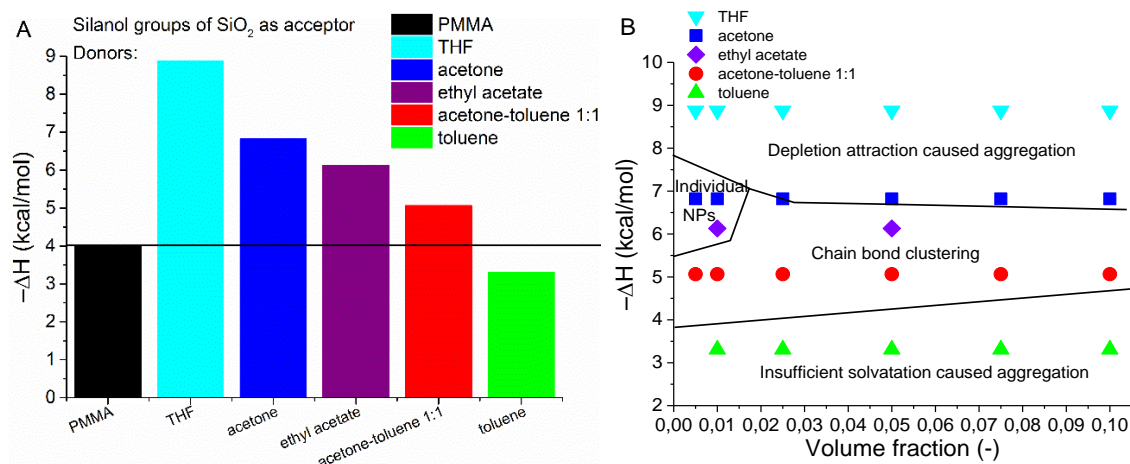 A
Silanol groups of SiO₂ as acceptor
Donors:
PMMA
THF
acetone
ethyl acetate
acetone-toluene 1:1
toluene
−ΔH (kcal/mol)
9
8
7
6
5
4
3
2
1
0
PMMA
THF
acetone
ethyl acetate
acetone-toluene 1:1
toluene
B
THF
acetone
ethyl acetate
acetone-toluene 1:1
toluene
−ΔH (kcal/mol)
10
9
8
7
6
5
4
3
2
Depletion attraction caused aggregation
Individual
NPs
Chain bond clustering
Insufficient solvatation caused aggregation
0,00 0,01 0,02 0,03 0,04 0,05 0,06 0,07 0,08 0,09 0,10
Volume fraction (-)